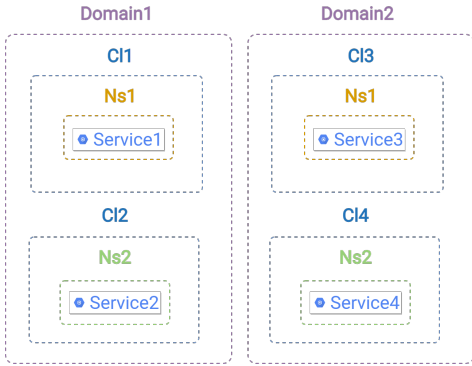 Domain1
Cl1
Ns1
Service1
Cl2
Ns2
Service2
Domain2
Cl3
Ns1
Service3
Cl4
Ns2
Service4